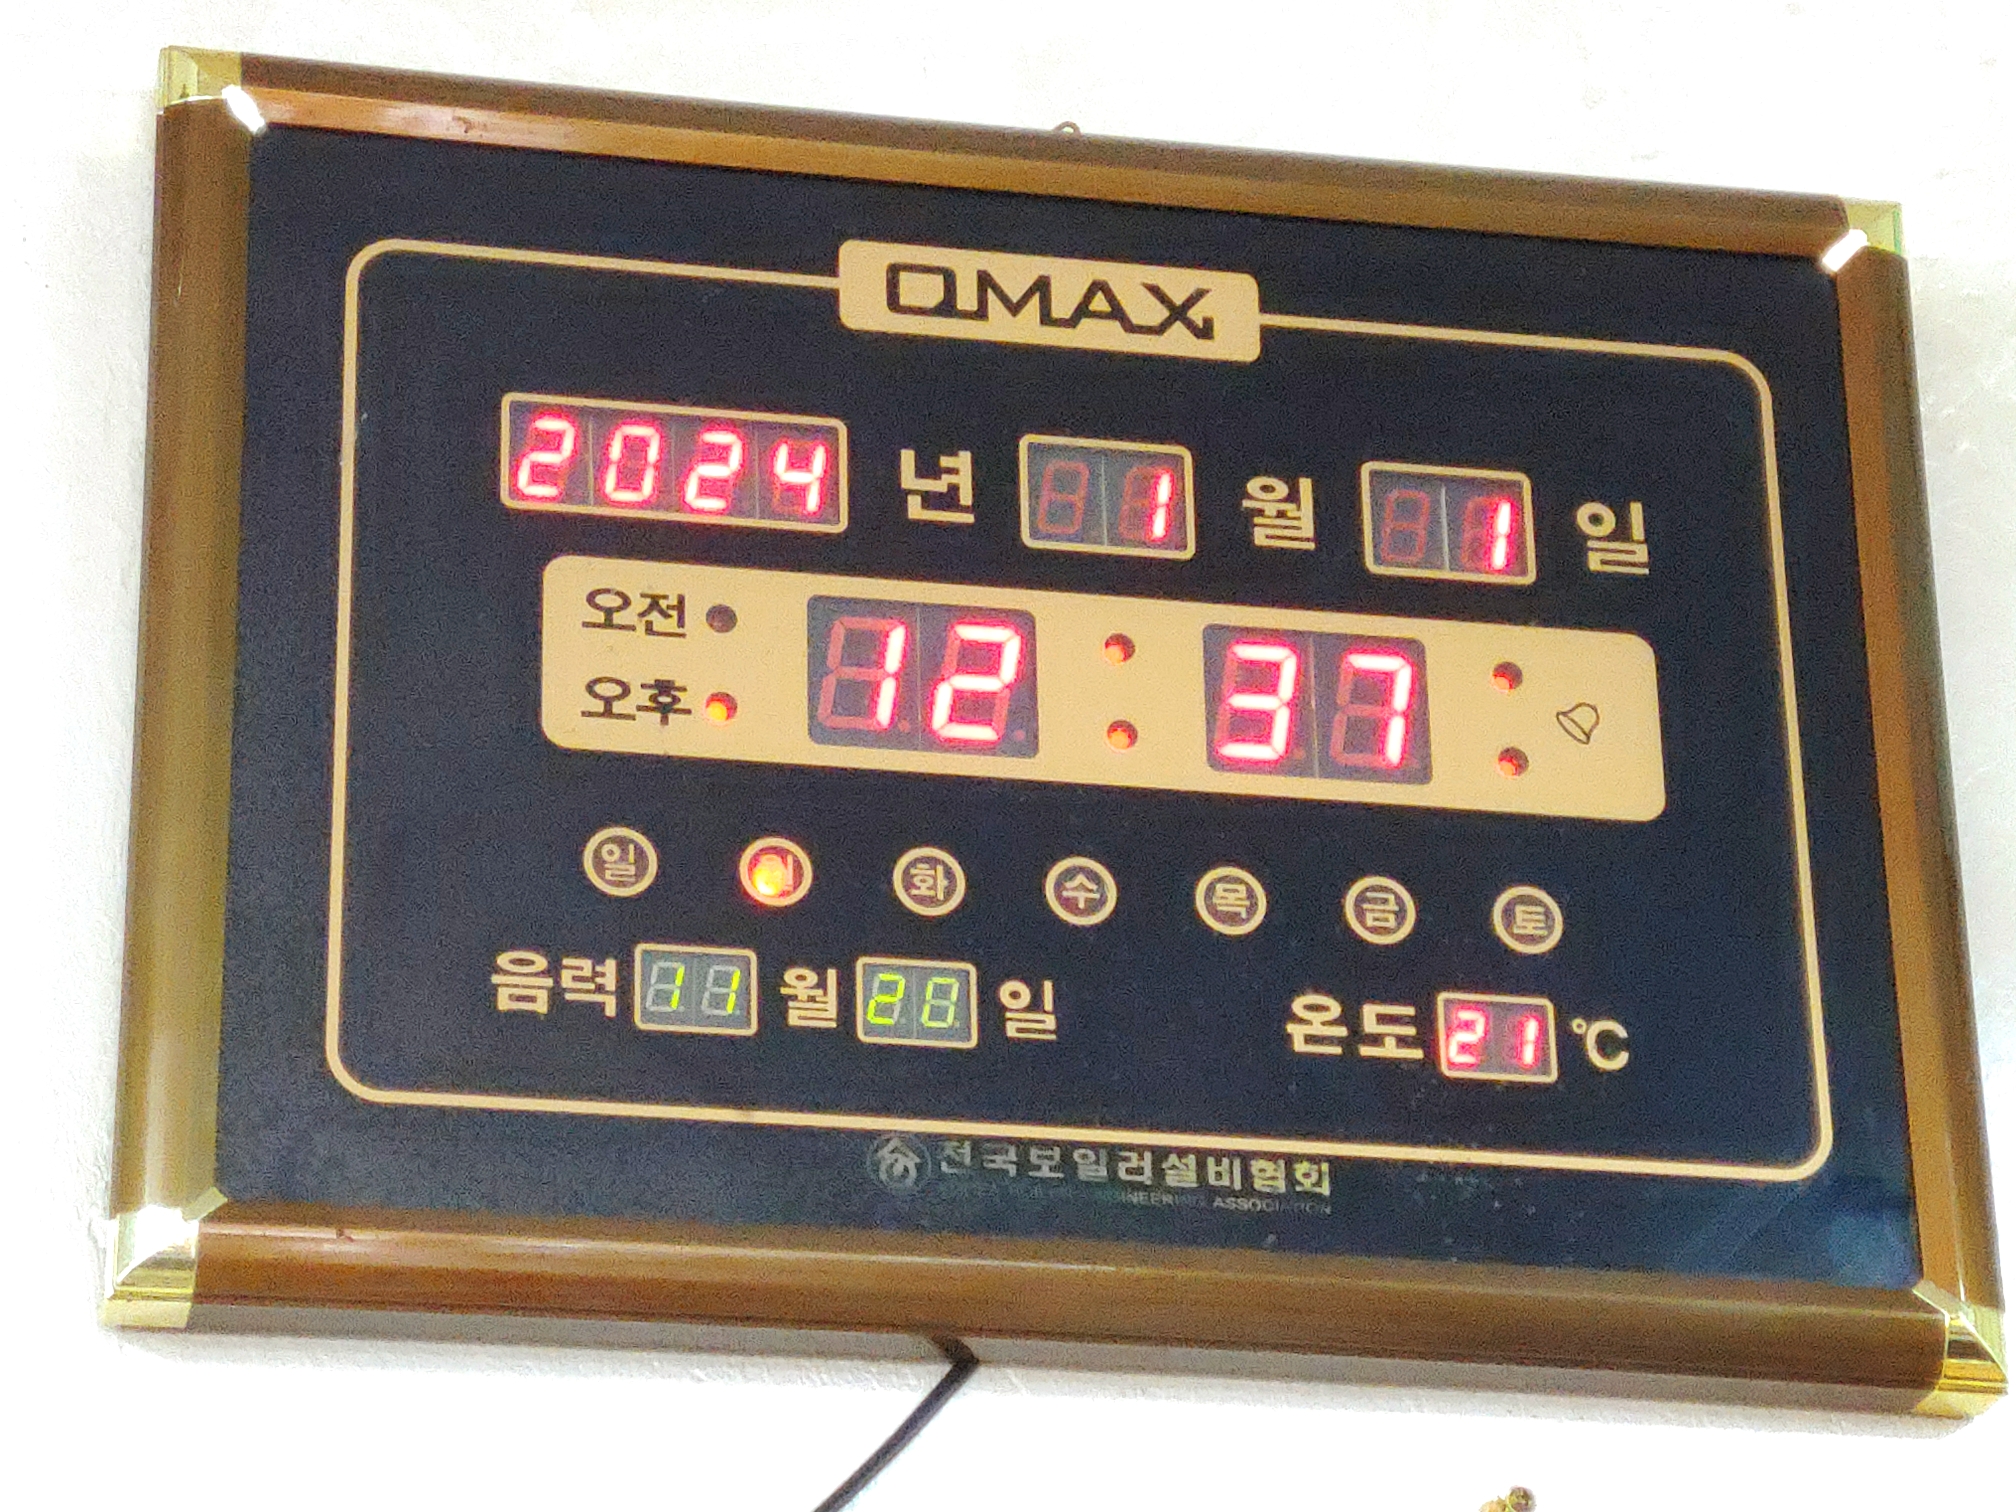 QMAX
2024 년 1 월 1 일
오전
오후 12 : 37 :
일 월 화 수 목 금 토
음력 11 월 20 일 온도 21 °C
전국보일러설비협회
ASSOCIATION